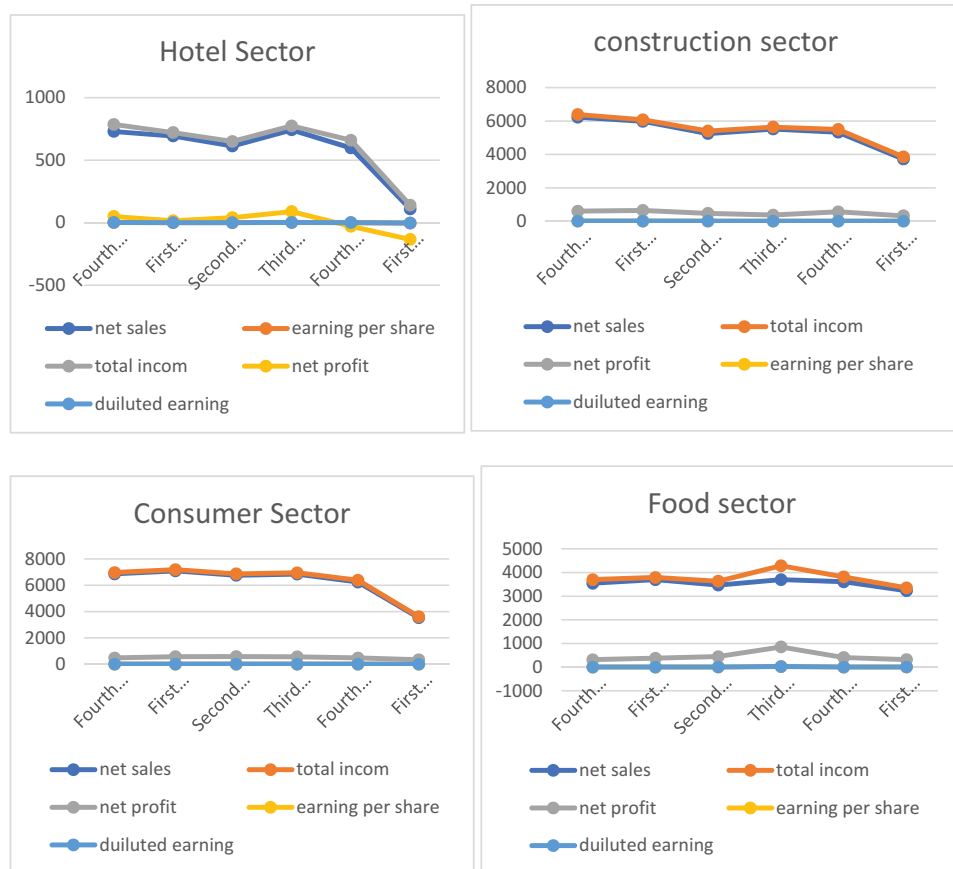 Hotel Sector
1000
500
0
-500
Fourth...
First...
Second...
Third...
Fourth...
First...
net sales
earning per share
total incom
net profit
duiluted earning
construction sector
8000
6000
4000
2000
0
Fourth...
First...
Second...
Third...
Fourth...
First...
net sales
total incom
net profit
earning per share
duiluted earning
Consumer Sector
8000
6000
4000
2000
0
Fourth...
First...
Second...
Third...
Fourth...
First...
net sales
total incom
net profit
earning per share
duiluted earning
Food sector
5000
4000
3000
2000
1000
0
-1000
Fourth...
First...
Second...
Third...
Fourth...
First...
net sales
total incom
net profit
earning per share
duiluted earning